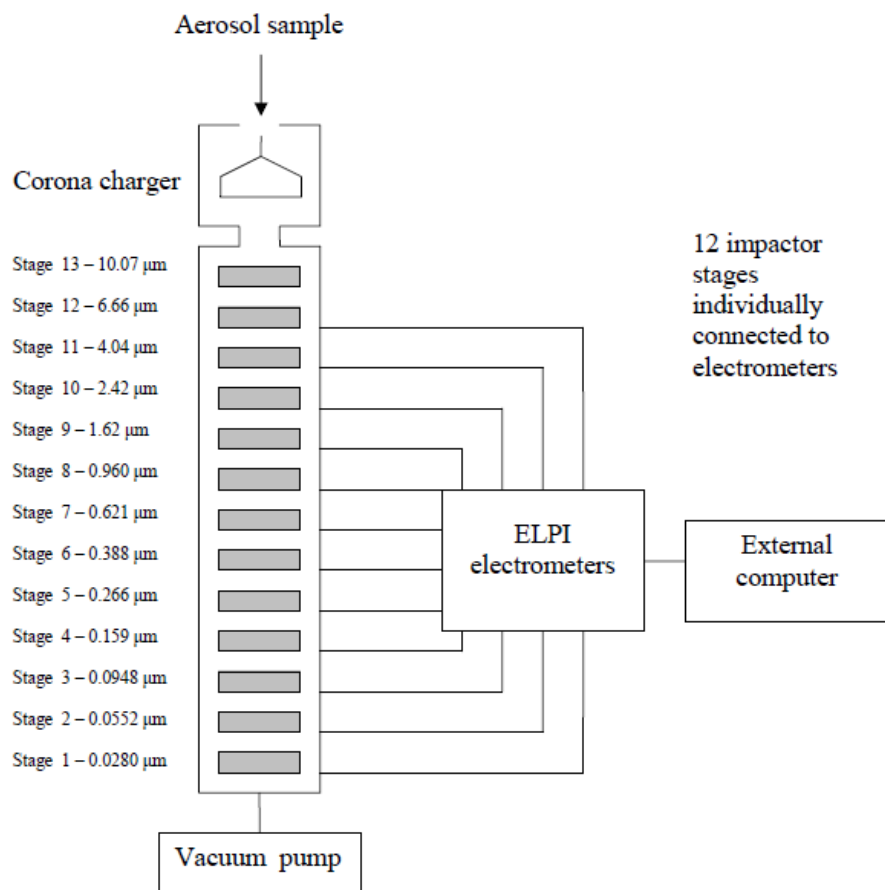 Aerosol sample
Corona charger
Stage 13 – 10.07 μm
Stage 12 – 6.66 μm
Stage 11 – 4.04 μm
Stage 10 – 2.42 μm
Stage 9 – 1.62 μm
Stage 8 – 0.960 μm
Stage 7 – 0.621 μm
Stage 6 – 0.388 μm
Stage 5 – 0.266 μm
Stage 4 – 0.159 μm
Stage 3 – 0.0948 μm
Stage 2 – 0.0552 μm
Stage 1 – 0.0280 μm
12 impactor
stages
individually
connected to
electrometers
ELPI
electrometers
External
computer
Vacuum pump